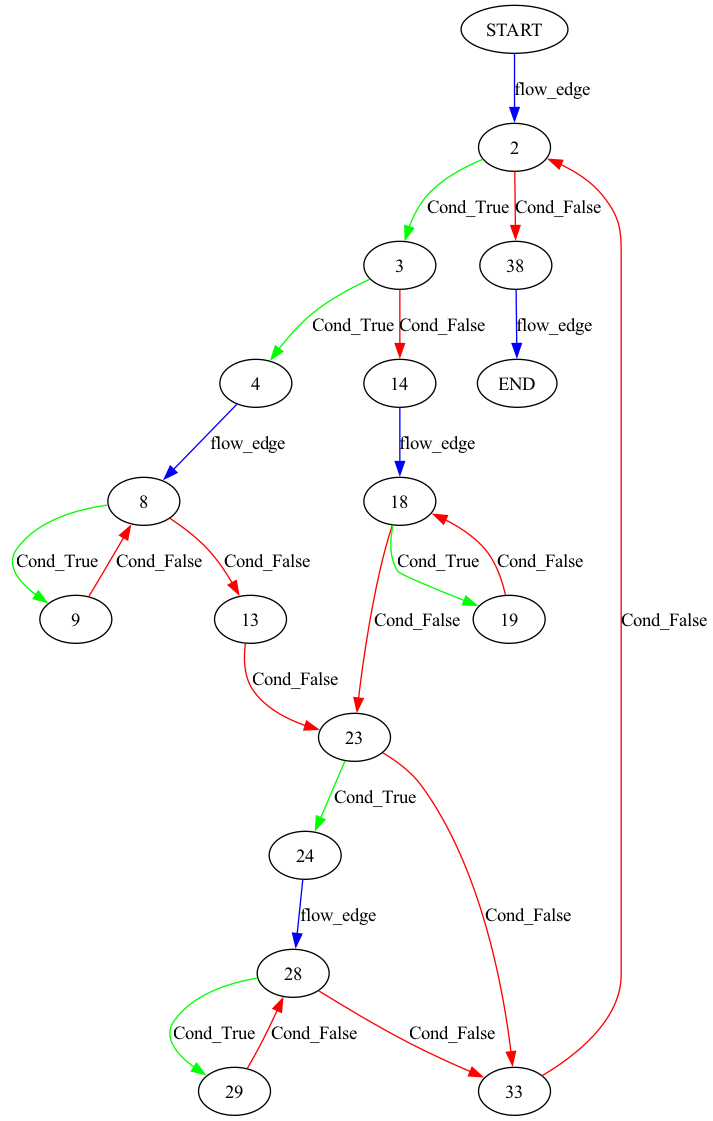 START
flow_edge
2
Cond_True
Cond_False
3
38
Cond_True
Cond_False
flow_edge
4
14
END
flow_edge
flow_edge
8
18
Cond_True
Cond_False
Cond_False
Cond_True
Cond_False
9
13
19
Cond_False
Cond_False
Cond_False
23
Cond_True
24
flow_edge
Cond_False
28
Cond_True
Cond_False
Cond_False
29
33